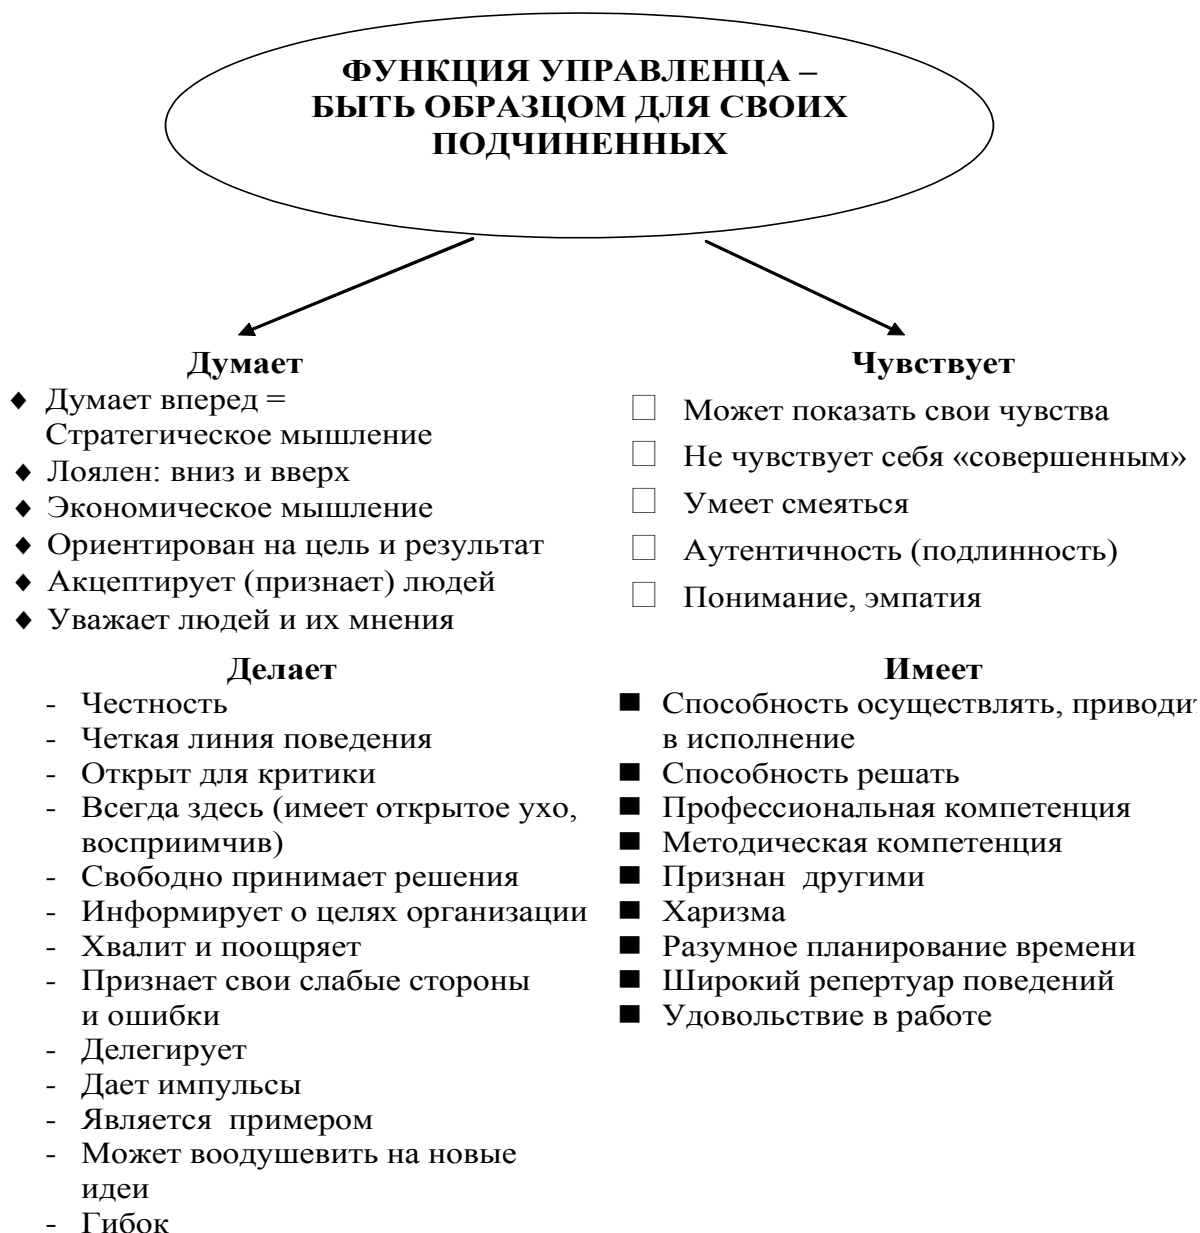 ФУНКЦИЯ УПРАВЛЕНЦА –
БЫТЬ ОБРАЗЦОМ ДЛЯ СВОИХ
ПОДЧИНЕННЫХ
Думает
♦ Думает вперед =
Стратегическое мышление
♦ Лоялен: вниз и вверх
♦ Экономическое мышление
♦ Ориентирован на цель и результат
♦ Акцептирует (признает) людей
♦ Уважает людей и их мнения
Чувствует
□ Может показать свои чувства
□ Не чувствует себя «совершенным»
□ Умеет смеяться
□ Аутентичность (подлинность)
□ Понимание, эмпатия
Делает
- Честность
- Четкая линия поведения
- Открыт для критики
- Всегда здесь (имеет открытое ухо,
восприимчив)
- Свободно принимает решения
- Информирует о целях организации
- Хвалит и поощряет
- Признает свои слабые стороны
и ошибки
- Делегирует
- Дает импульсы
- Является примером
- Может воодушевить на новые
идеи
- Гибок
Имеет
■ Способность осуществлять, приводит
в исполнение
■ Способность решать
■ Профессиональная компетенция
■ Методическая компетенция
■ Признан другими
■ Харизма
■ Разумное планирование времени
■ Широкий репертуар поведений
■ Удовольствие в работе